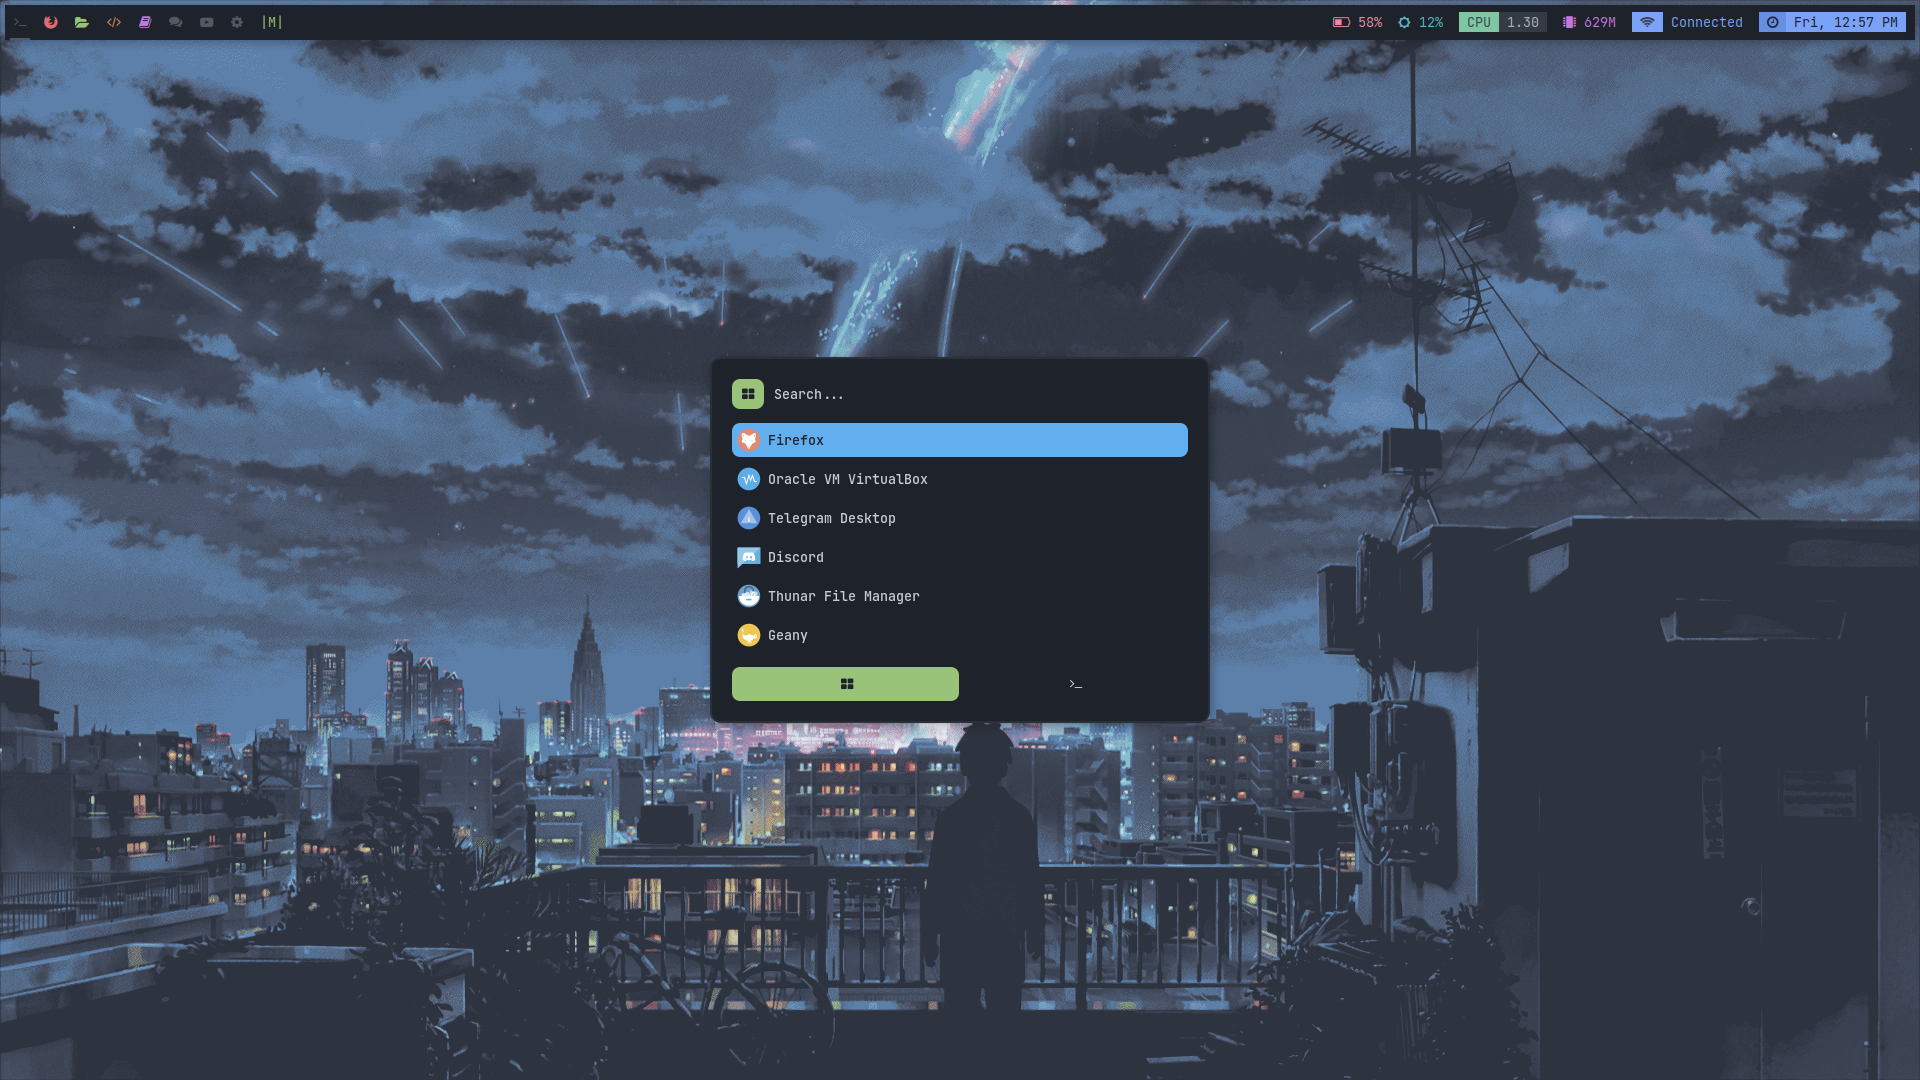 |M| 58% 12% CPU 1.30 629M Connected Fri, 12:57 PM
Search...
Firefox
Oracle VM VirtualBox
Telegram Desktop
Discord
Thunar File Manager
Geany